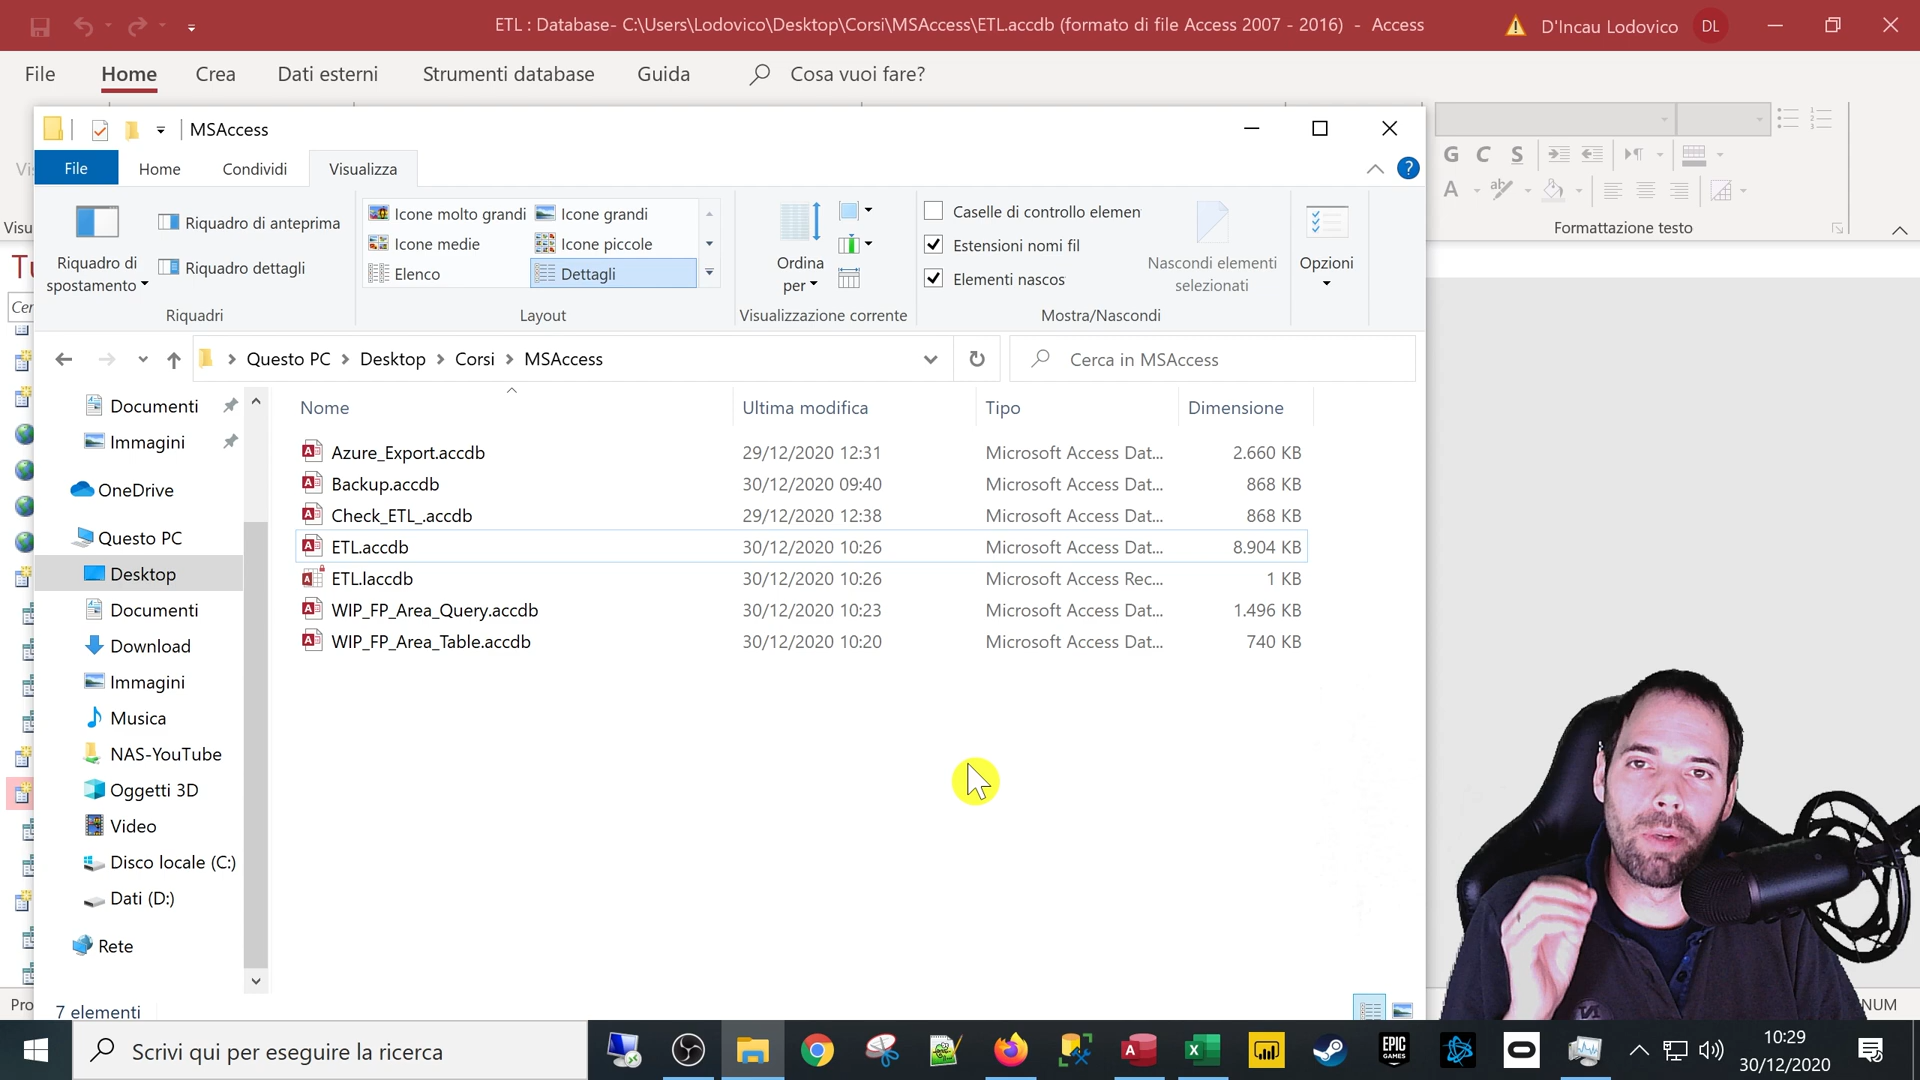 ETL : Database- C:\Users\Lodovico\Desktop\Corsi\MSAccess\ETL.accdb (formato di file Access 2007 - 2016) - Access
D'Incau Lodovico
DL
File Home Crea Dati esterni Strumenti database Guida Cosa vuoi fare?
MSAccess
File Home Condividi Visualizza
Riquadro di spostamento
Riquadro di anteprima
Riquadro dettagli
Riquadri
Icone molto grandi Icone grandi
Icone medie Icone piccole
Elenco Dettagli
Layout
Ordina per
Visualizzazione corrente
Caselle di controllo elemen
Estensioni nomi fil
Elementi nascos
Nascondi elementi selezionati
Mostra/Nascondi
Opzioni
G C S
A
Formattazione testo
Visu
Tu
Cer
Questo PC Desktop Corsi MSAccess
Cerca in MSAccess
Nome Ultima modifica Tipo Dimensione
Azure_Export.accdb 29/12/2020 12:31 Microsoft Access Dat... 2.660 KB
Backup.accdb 30/12/2020 09:40 Microsoft Access Dat... 868 KB
Check_ETL_.accdb 29/12/2020 12:38 Microsoft Access Dat... 868 KB
ETL.accdb 30/12/2020 10:26 Microsoft Access Dat... 8.904 KB
ETL.laccdb 30/12/2020 10:26 Microsoft Access Rec... 1 KB
WIP_FP_Area_Query.accdb 30/12/2020 10:23 Microsoft Access Dat... 1.496 KB
WIP_FP_Area_Table.accdb 30/12/2020 10:20 Microsoft Access Dat... 740 KB
Documenti
Immagini
OneDrive
Questo PC
Desktop
Documenti
Download
Immagini
Musica
NAS-YouTube
Oggetti 3D
Video
Disco locale (C:)
Dati (D:)
Rete
7 elementi
Pro
NUM
Scrivi qui per eseguire la ricerca
EPIC GAMES
10:29
30/12/2020